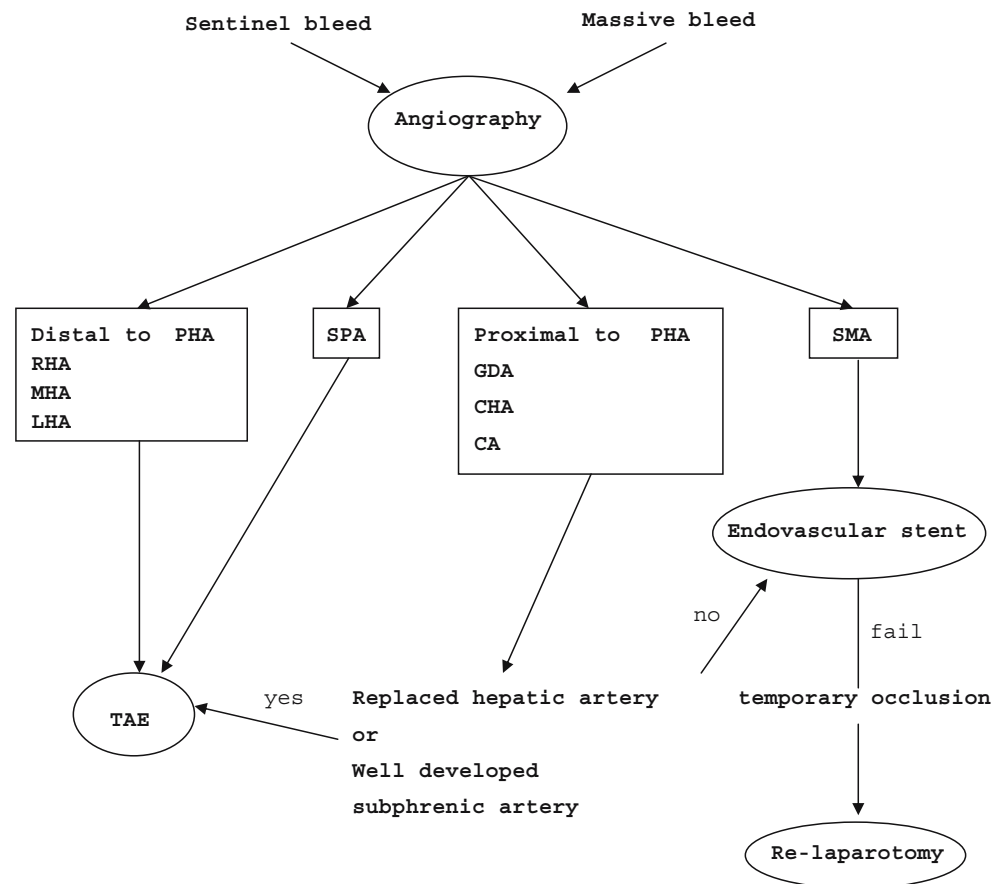 Sentinel bleed
Massive bleed
Angiography
Distal to PHA
RHA
MHA
LHA
SPA
Proximal to PHA
GDA
CHA
CA
SMA
Endovascular stent
no
fail
yes
Replaced hepatic artery
or
Well developed
subphrenic artery
temporary occlusion
TAE
Re-laparotomy